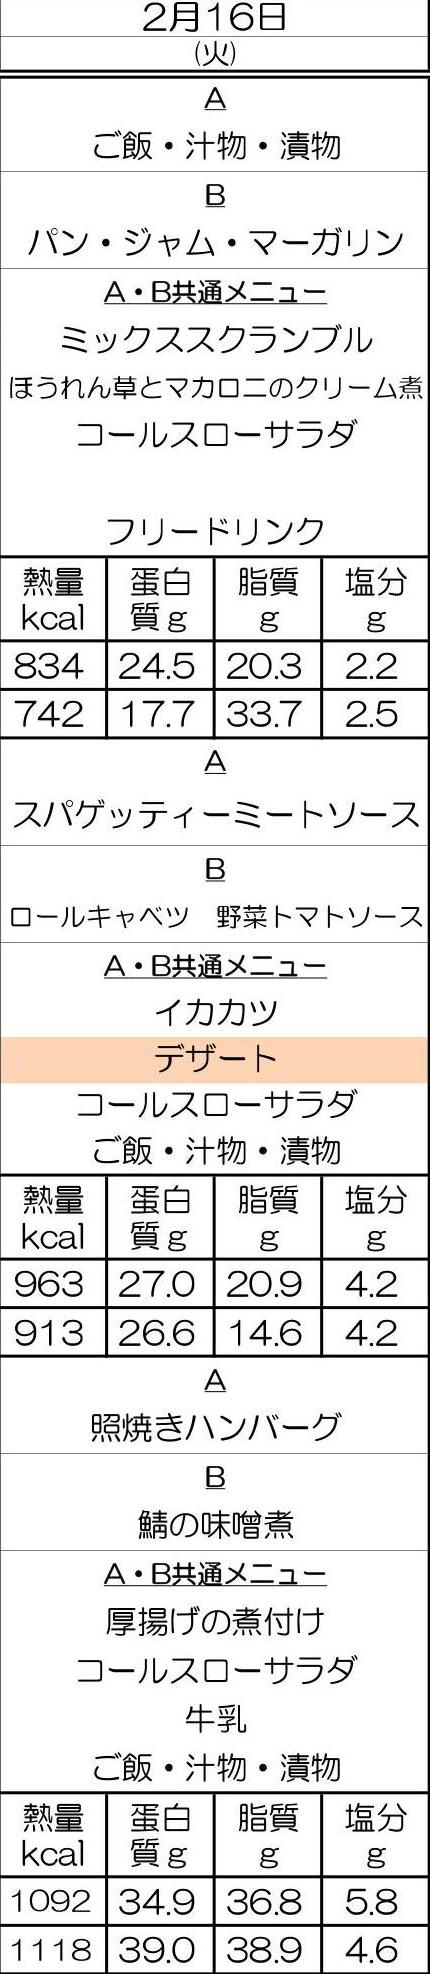 2月16日
(火)
A
ご飯・汁物・漬物
B
パン・ジャム・マーガリン
A・B共通メニュー
ミックススクランブル
ほうれん草とマカロニのクリーム煮
コールスローサラダ
フリードリンク
熱量 蛋白 脂質 塩分
kcal 質g g g
834 24.5 20.3 2.2
742 17.7 33.7 2.5
A
スパゲッティーミートソース
B
ロールキャベツ 野菜トマトソース
A・B共通メニュー
イカカツ
デザート
コールスローサラダ
ご飯・汁物・漬物
熱量 蛋白 脂質 塩分
kcal 質g g g
963 27.0 20.9 4.2
913 26.6 14.6 4.2
A
照焼きハンバーグ
B
鯖の味噌煮
A・B共通メニュー
厚揚げの煮付け
コールスローサラダ
牛乳
ご飯・汁物・漬物
熱量 蛋白 脂質 塩分
kcal 質g g g
1092 34.9 36.8 5.8
1118 39.0 38.9 4.6